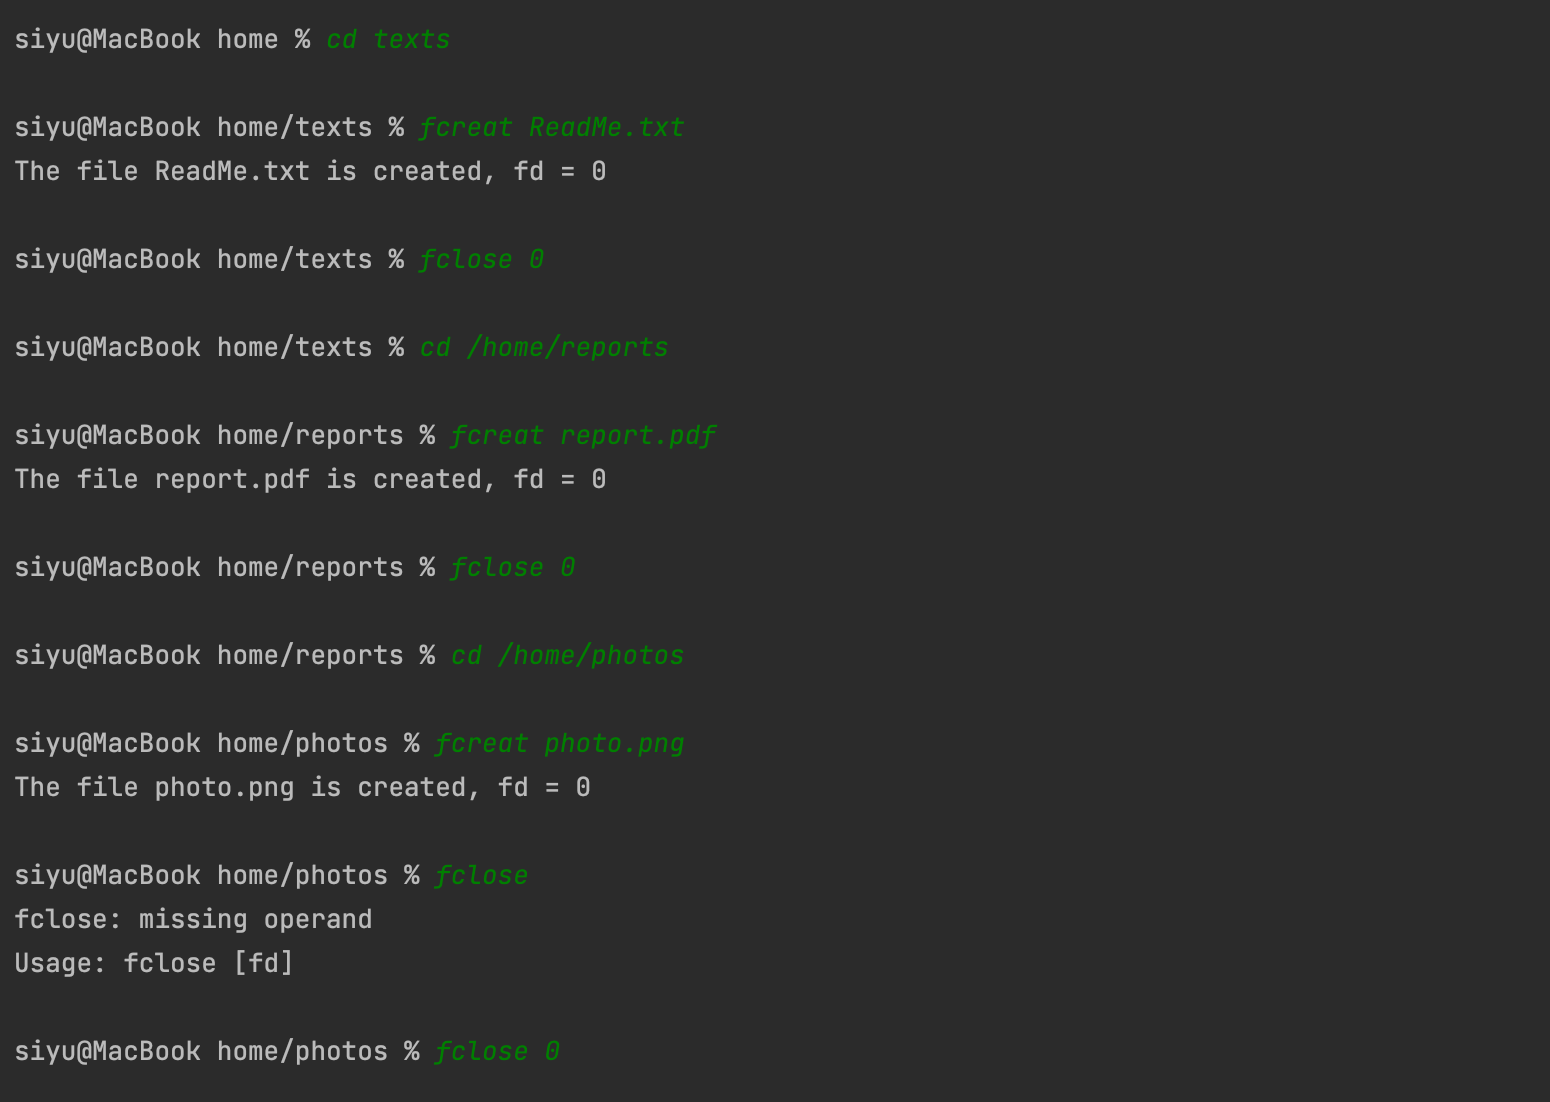 siyu@MacBook home % cd texts
siyu@MacBook home/texts % fcreat ReadMe.txt
The file ReadMe.txt is created, fd = 0
siyu@MacBook home/texts % fclose 0
siyu@MacBook home/texts % cd /home/reports
siyu@MacBook home/reports % fcreat report.pdf
The file report.pdf is created, fd = 0
siyu@MacBook home/reports % fclose 0
siyu@MacBook home/reports % cd /home/photos
siyu@MacBook home/photos % fcreat photo.png
The file photo.png is created, fd = 0
siyu@MacBook home/photos % fclose
fclose: missing operand
Usage: fclose [fd]
siyu@MacBook home/photos % fclose 0